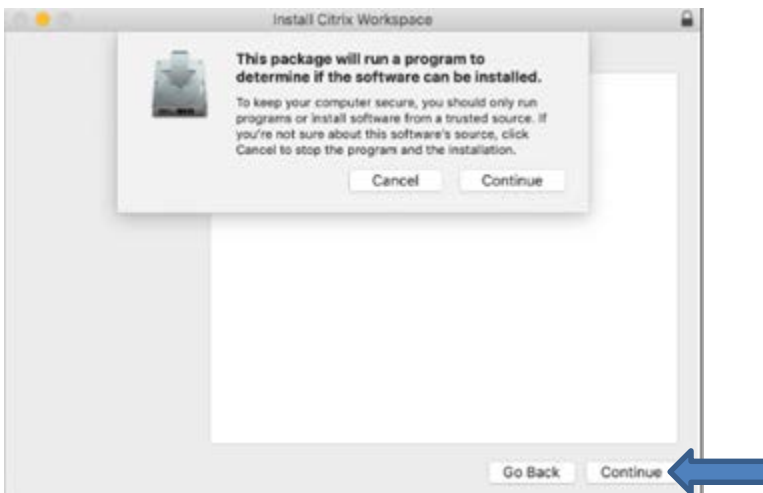 Install Citrix Workspace
This package will run a program to
determine if the software can be installed.
To keep your computer secure, you should only run
programs or install software from a trusted source. If
you're not sure about this software's source, click
Cancel to stop the program and the installation.
Cancel Continue
Go Back Continue